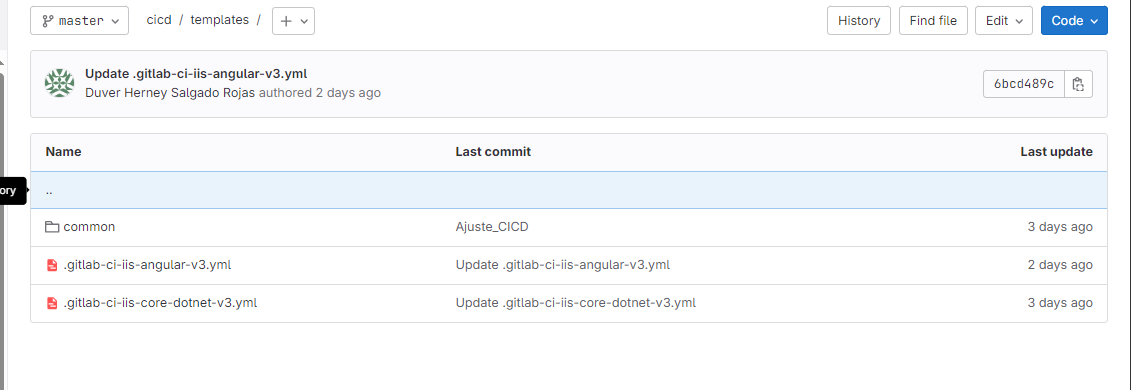 master cicd / templates / + History Find file Edit Code
Update .gitlab-ci-iis-angular-v3.yml
Duver Herney Salgado Rojas authored 2 days ago
6bcd489c
Name Last commit Last update
ory
..
common Ajuste_CICD 3 days ago
.gitlab-ci-iis-angular-v3.yml Update .gitlab-ci-iis-angular-v3.yml 2 days ago
.gitlab-ci-iis-core-dotnet-v3.yml Update .gitlab-ci-iis-core-dotnet-v3.yml 3 days ago